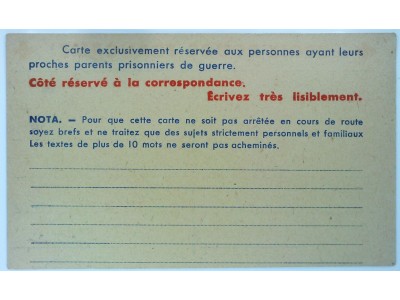 Carte exclusivement réservée aux personnes ayant leurs
proches parents prisonniers de guerre.
Côté réservé à la correspondance.
Écrivez très lisiblement.
NOTA. — Pour que cette carte ne soit pas arrêtée en cours de route
soyez brefs et ne traitez que des sujets strictement personnels et familiaux
Les textes de plus de 10 mots ne seront pas acheminés.